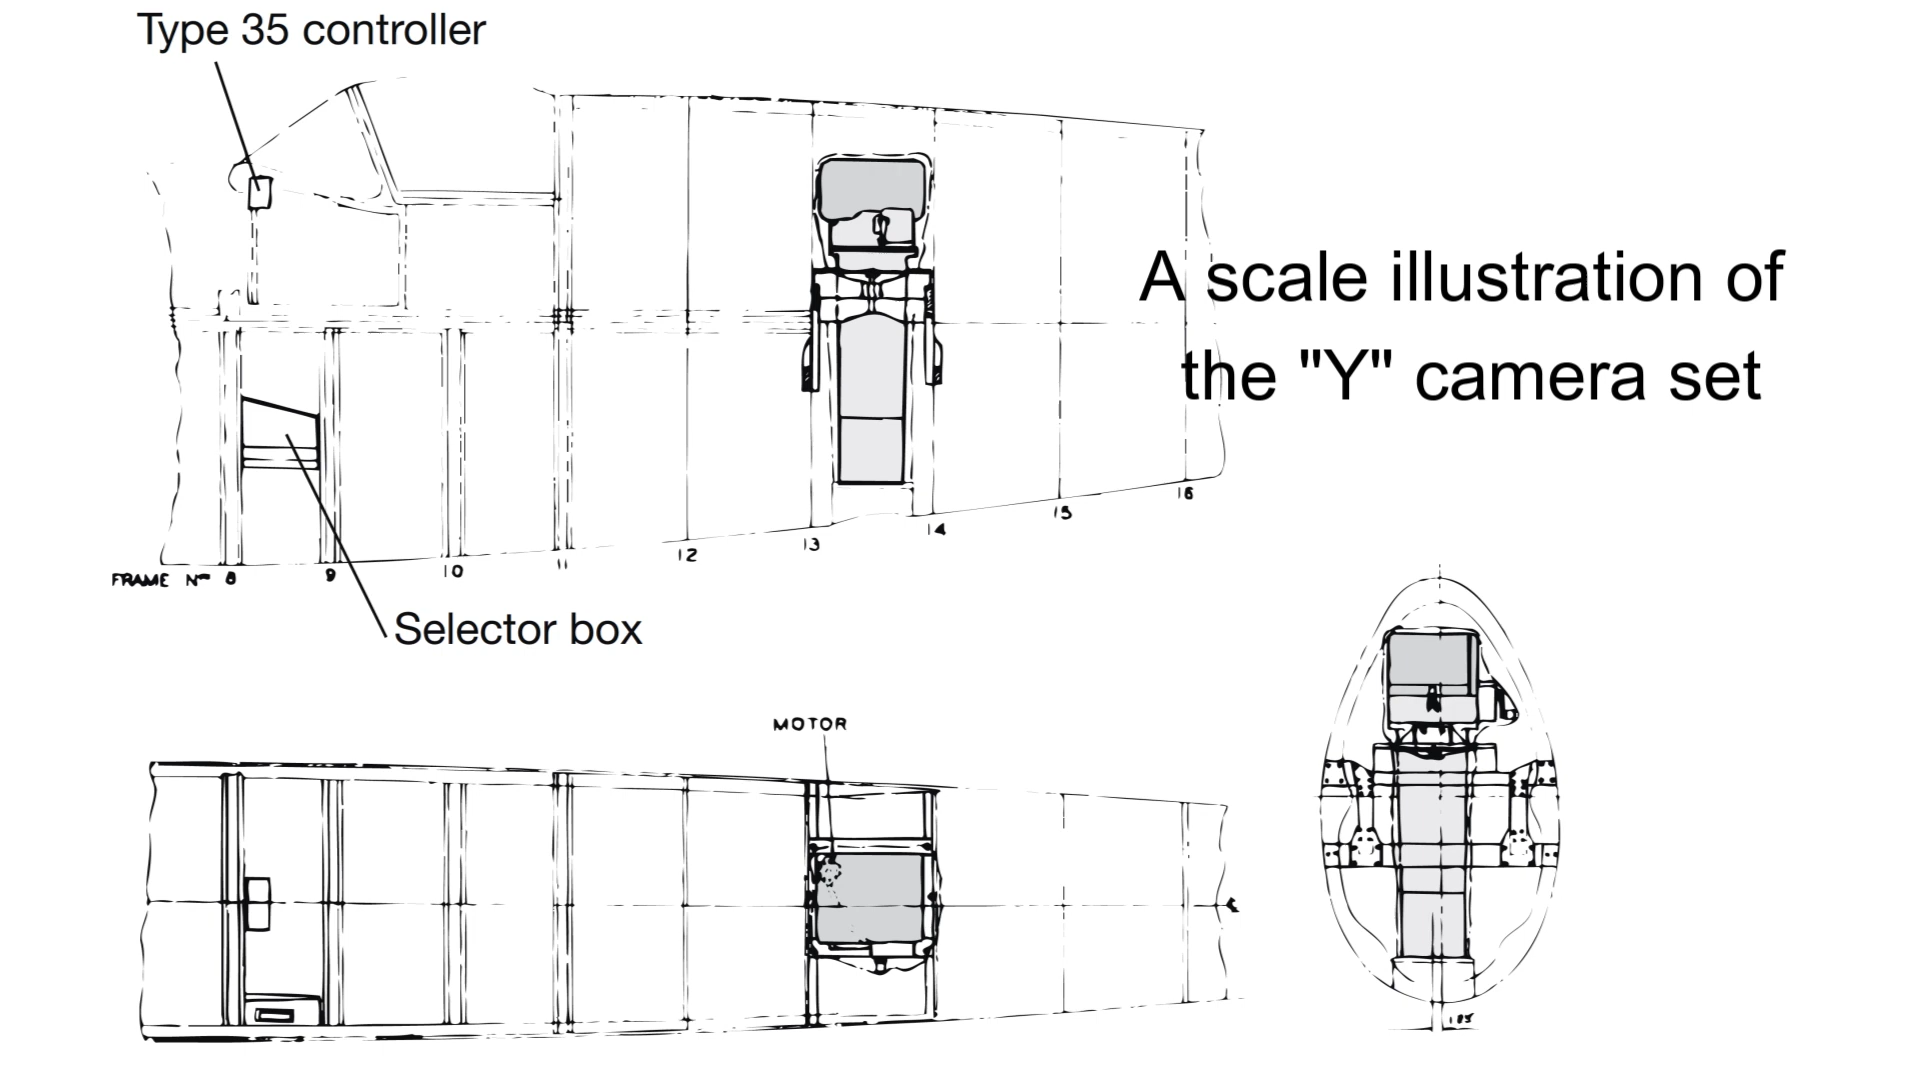 Type 35 controller
A scale illustration of
the "Y" camera set
16
15
14
13
12
11
FRAME Nos 8 9 10
Selector box
MOTOR